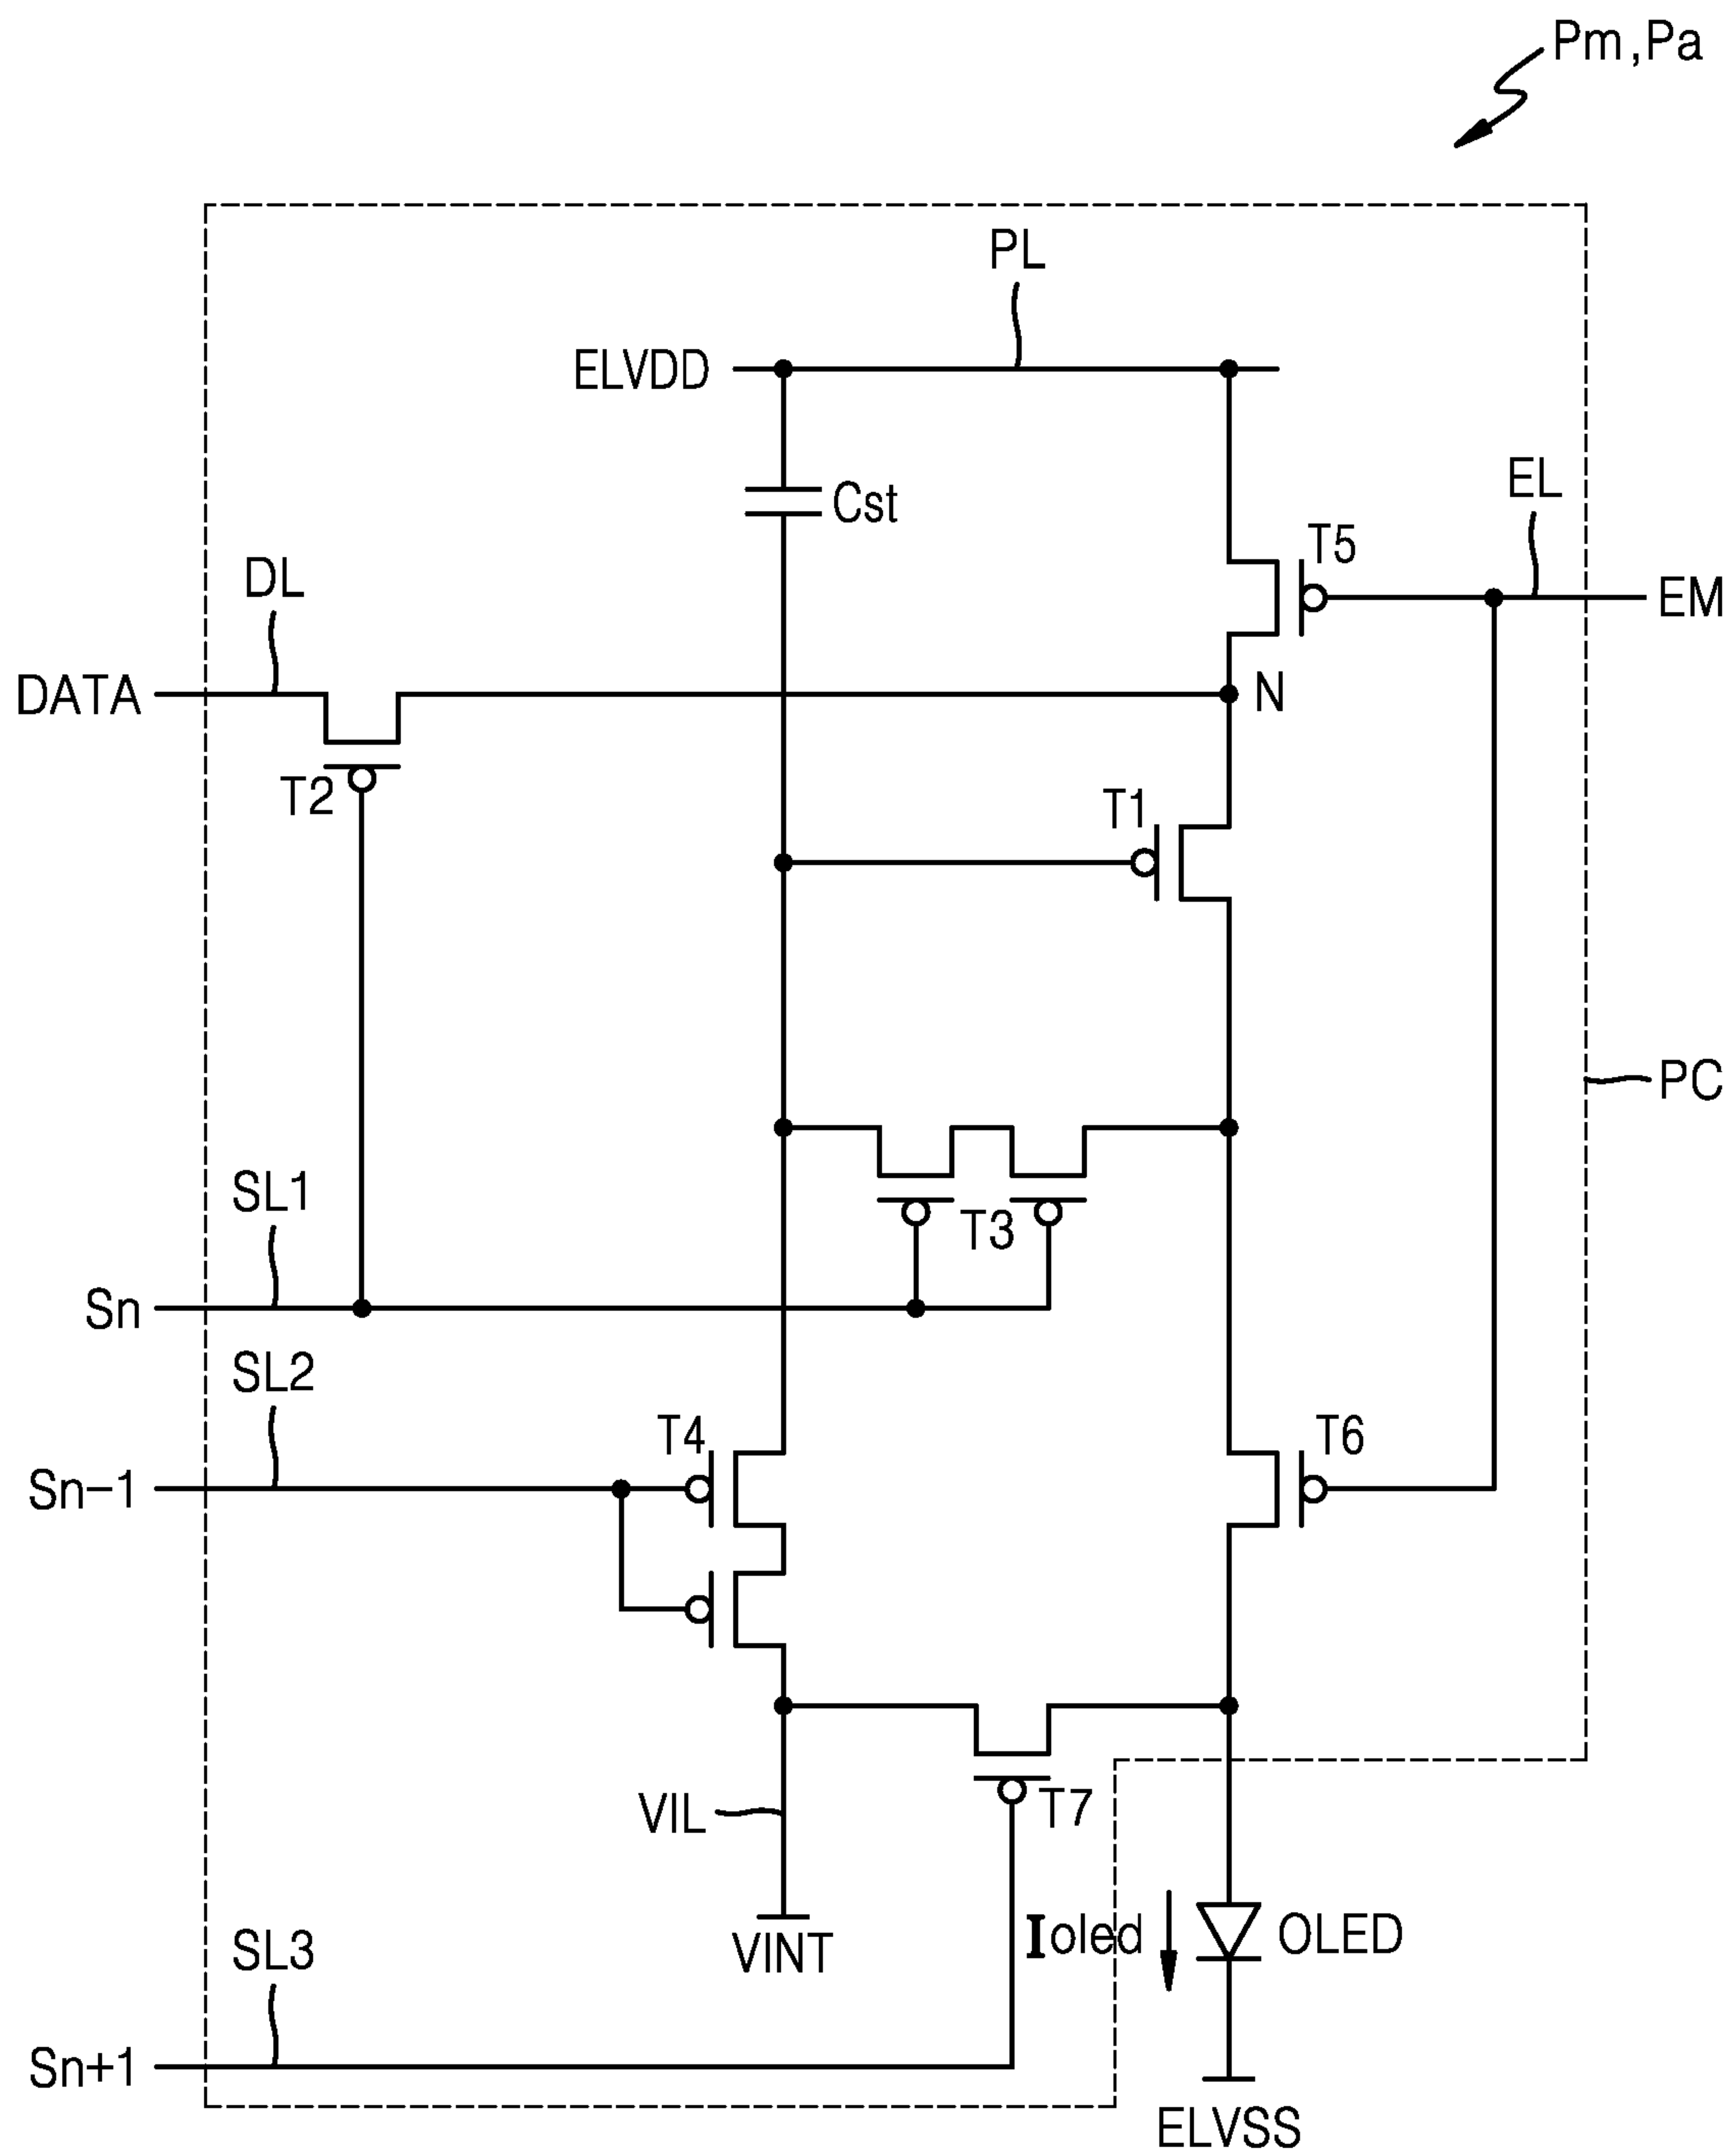 Pm,Pa
PL
ELVDD
Cst
EL
T5
DL
EM
DATA
N
T2
T1
PC
SL1
T3
Sn
SL2
T4
T6
Sn-1
VIL
T7
Ioled
OLED
VINT
SL3
Sn+1
ELVSS